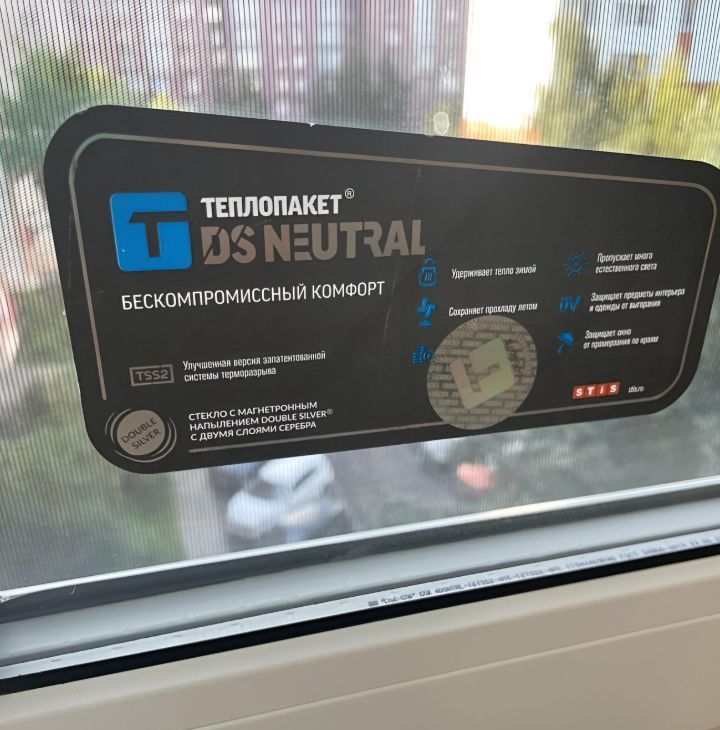 ТЕПЛОПАКЕТ®
DS NEUTRAL
БЕСКОМПРОМИССНЫЙ КОМФОРТ
TSS2
Улучшенная версия запатентованной
системы терморазрыва
DOUBLE
SILVER
СТЕКЛО С МАГНЕТРОННЫМ
НАПЫЛЕНИЕМ DOUBLE SILVER®
С ДВУМЯ СЛОЯМИ СЕРЕБРА
Удерживает тепло зимой
Сохраняет прохладу летом
Пропускает много
естественного света
Защищает предметы интерьера
и одежды от выгорания
Защищает окно
от промерзания по краям
STiS
stis.ru